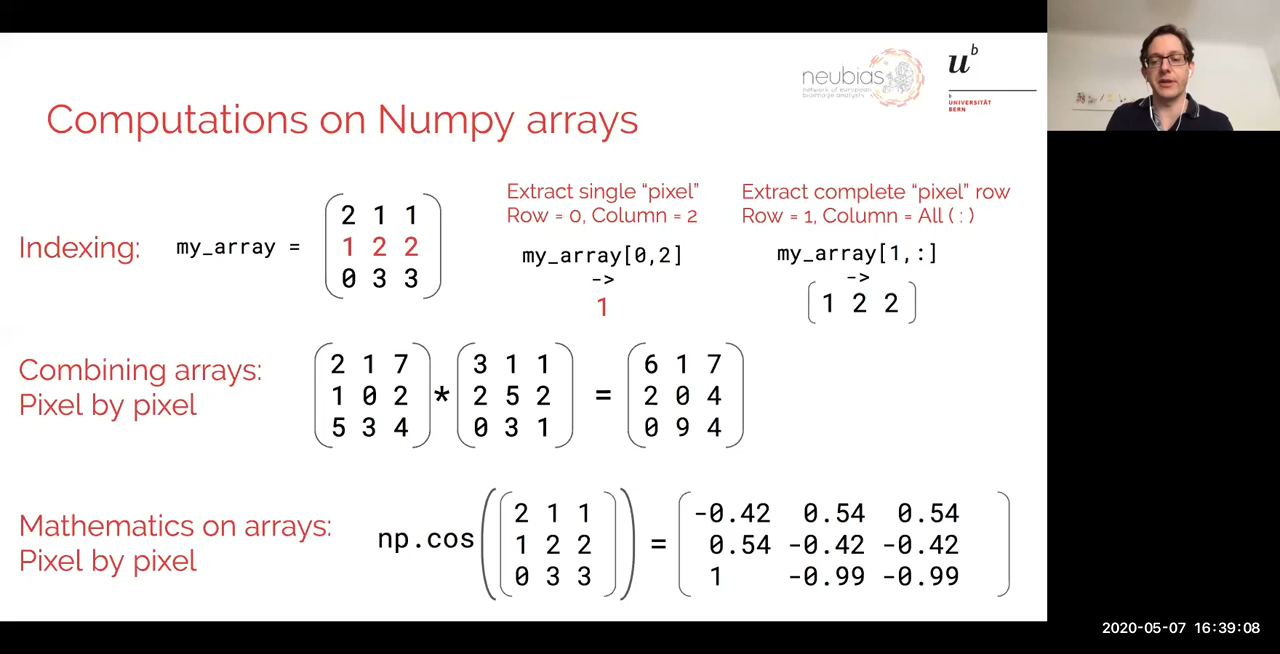 neubias
network of european
bioimage analysts
u^b
b
UNIVERSITÄT
BERN
Computations on Numpy arrays
Indexing:
my_array =
2 1 1
1 2 2
0 3 3
Extract single “pixel”
Row = 0, Column = 2
my_array[0,2]
->
1
Extract complete “pixel” row
Row = 1, Column = All ( : )
my_array[1,:]
->
1 2 2
Combining arrays:
Pixel by pixel
2 1 7
1 0 2
5 3 4
*
3 1 1
2 5 2
0 3 1
=
6 1 7
2 0 4
0 9 4
Mathematics on arrays:
Pixel by pixel
np.cos
2 1 1
1 2 2
0 3 3
=
-0.42 0.54 0.54
0.54 -0.42 -0.42
1 -0.99 -0.99
2020-05-07 16:39:08